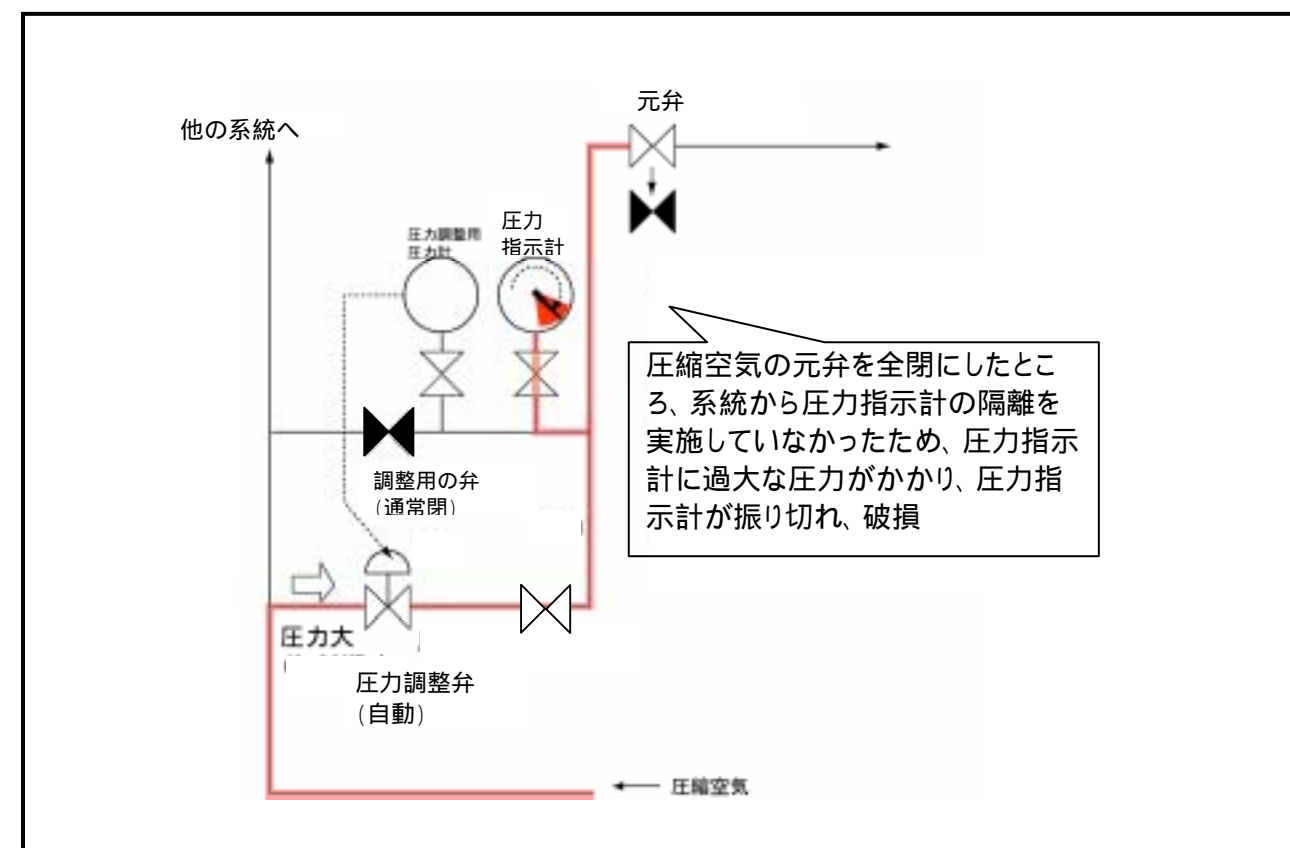 元弁
他の系統へ
圧力調整用
圧力計
圧力
指示計
圧縮空気の元弁を全閉にしたとこ
ろ、系統から圧力指示計の隔離を
実施していなかったため、圧力指示
計に過大な圧力がかかり、圧力指
示計が振り切れ、破損
調整用の弁
(通常閉)
圧力大
圧力調整弁
(自動)
圧縮空気